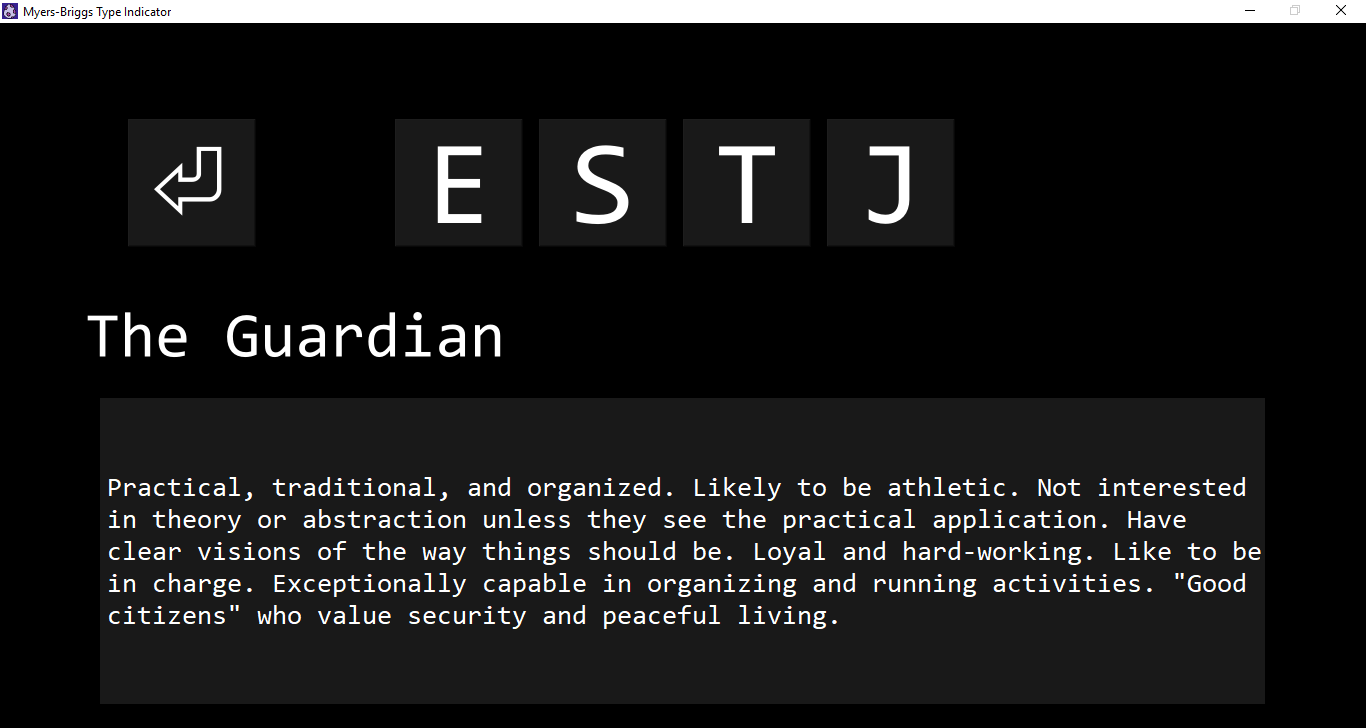 Myers-Briggs Type Indicator
E S T J
The Guardian
Practical, traditional, and organized. Likely to be athletic. Not interested
in theory or abstraction unless they see the practical application. Have
clear visions of the way things should be. Loyal and hard-working. Like to be
in charge. Exceptionally capable in organizing and running activities. "Good
citizens" who value security and peaceful living.